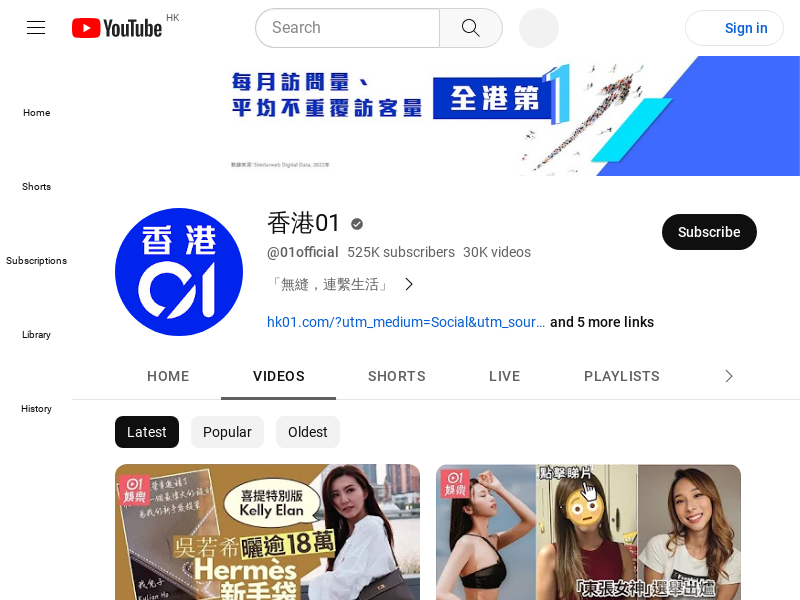 YouTube HK
Search
Sign in
每月訪問量、
平均不重覆訪客量 全港第1
數據來源：Similarweb Digital Data, 2022年
Home
Shorts
Subscriptions
Library
History
香港
01
香港01
Subscribe
@01official 525K subscribers 30K videos
「無縫，連繫生活」
hk01.com/?utm_medium=Social&utm_sour… and 5 more links
HOME VIDEOS SHORTS LIVE PLAYLISTS
Latest Popular Oldest
01
娛樂
喜提特別版
Kelly Elan
吳若希曬逾18萬
Hermès
新手袋
01
娛樂
點擊睇片
「東張女神」選舉出爐